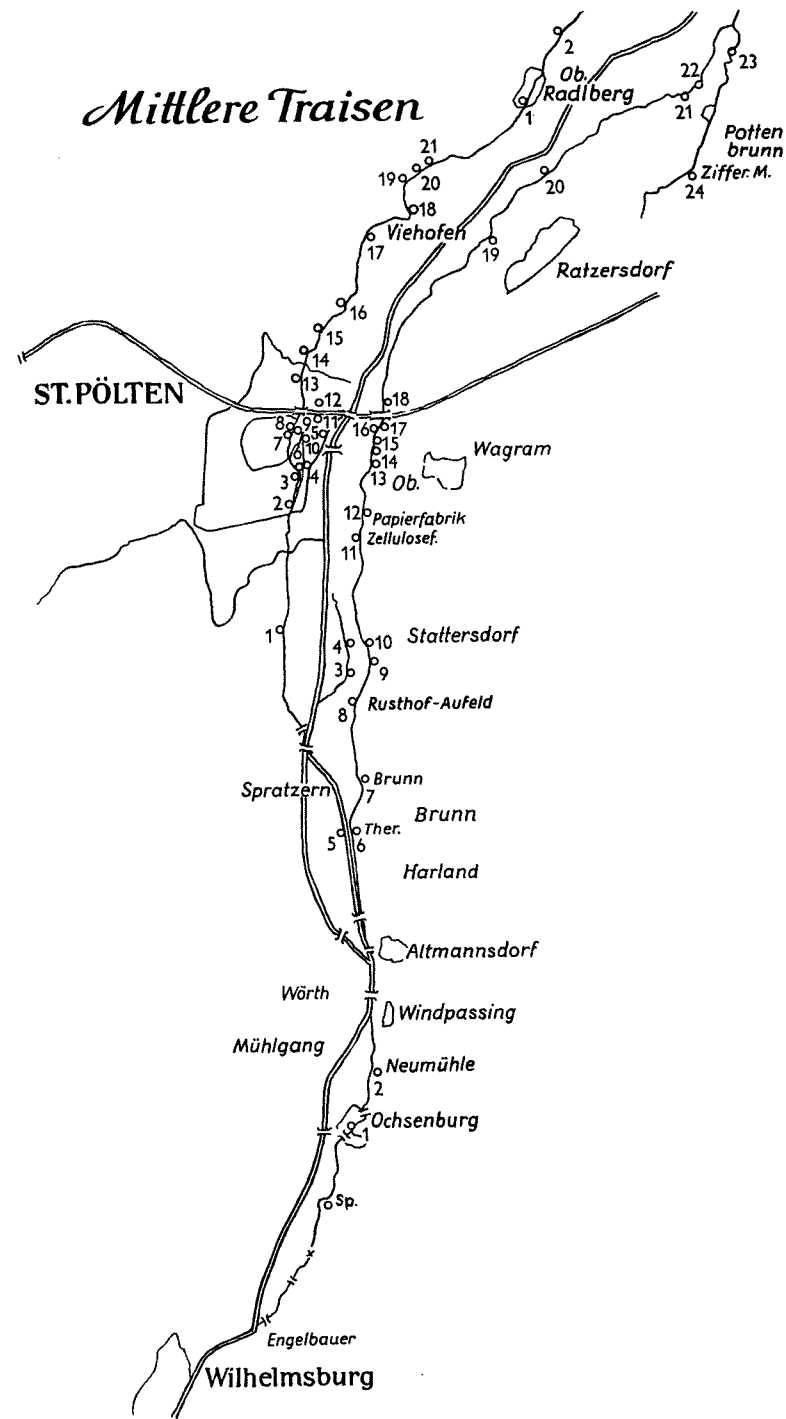 Mittlere Traisen
2
Ob.
Radlberg
1
23
22
21
Potten
brunn
Ziffer. M.
24
21
19
20
18
Viehofen
17
20
19
Ratzersdorf
16
15
14
13
ST.PÖLTEN
12
18
8
9
11
5
16
17
7
10
15
6
14
Wagram
3
4
13
Ob.
2
12
Papierfabrik
Zellulosef.
11
1
4
10
Stattersdorf
3
9
8
Rusthof-Aufeld
Brunn
7
Spratzern
Brunn
Ther.
5
6
Harland
Altmannsdorf
Wörth
Windpassing
Mühlgang
Neumühle
2
Ochsenburg
1
Sp.
Engelbauer
Wilhelmsburg